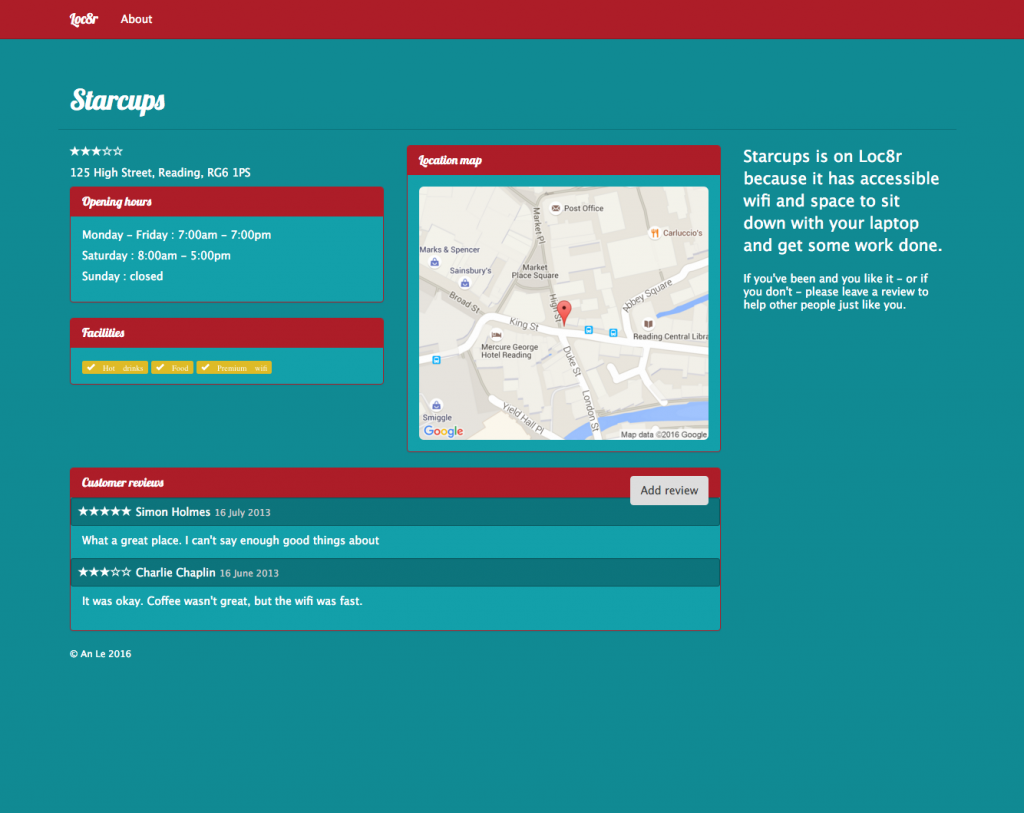 Loc8r About
Starcups
★★★☆☆
125 High Street, Reading, RG6 1PS
Opening hours
Monday - Friday : 7:00am - 7:00pm
Saturday : 8:00am - 5:00pm
Sunday : closed
Facilities
Hot drinks Food Premium wifi
Location map
Post Office
Market Pl
Carluccio's
Marks & Spencer
Sainsbury's
Market
Place Square
Broad St
High St
Abbey Square
King St
Reading Central Libra
Mercure George
Hotel Reading
Duke St
London St
Smiggle
Yield Hall Pl
Google
Map data ©2016 Google
Starcups is on Loc8r
because it has accessible
wifi and space to sit
down with your laptop
and get some work done.
If you've been and you like it - or if
you don't - please leave a review to
help other people just like you.
Customer reviews
Add review
★★★★★ Simon Holmes 16 July 2013
What a great place. I can't say enough good things about
★★★☆☆ Charlie Chaplin 16 June 2013
It was okay. Coffee wasn't great, but the wifi was fast.
© An Le 2016